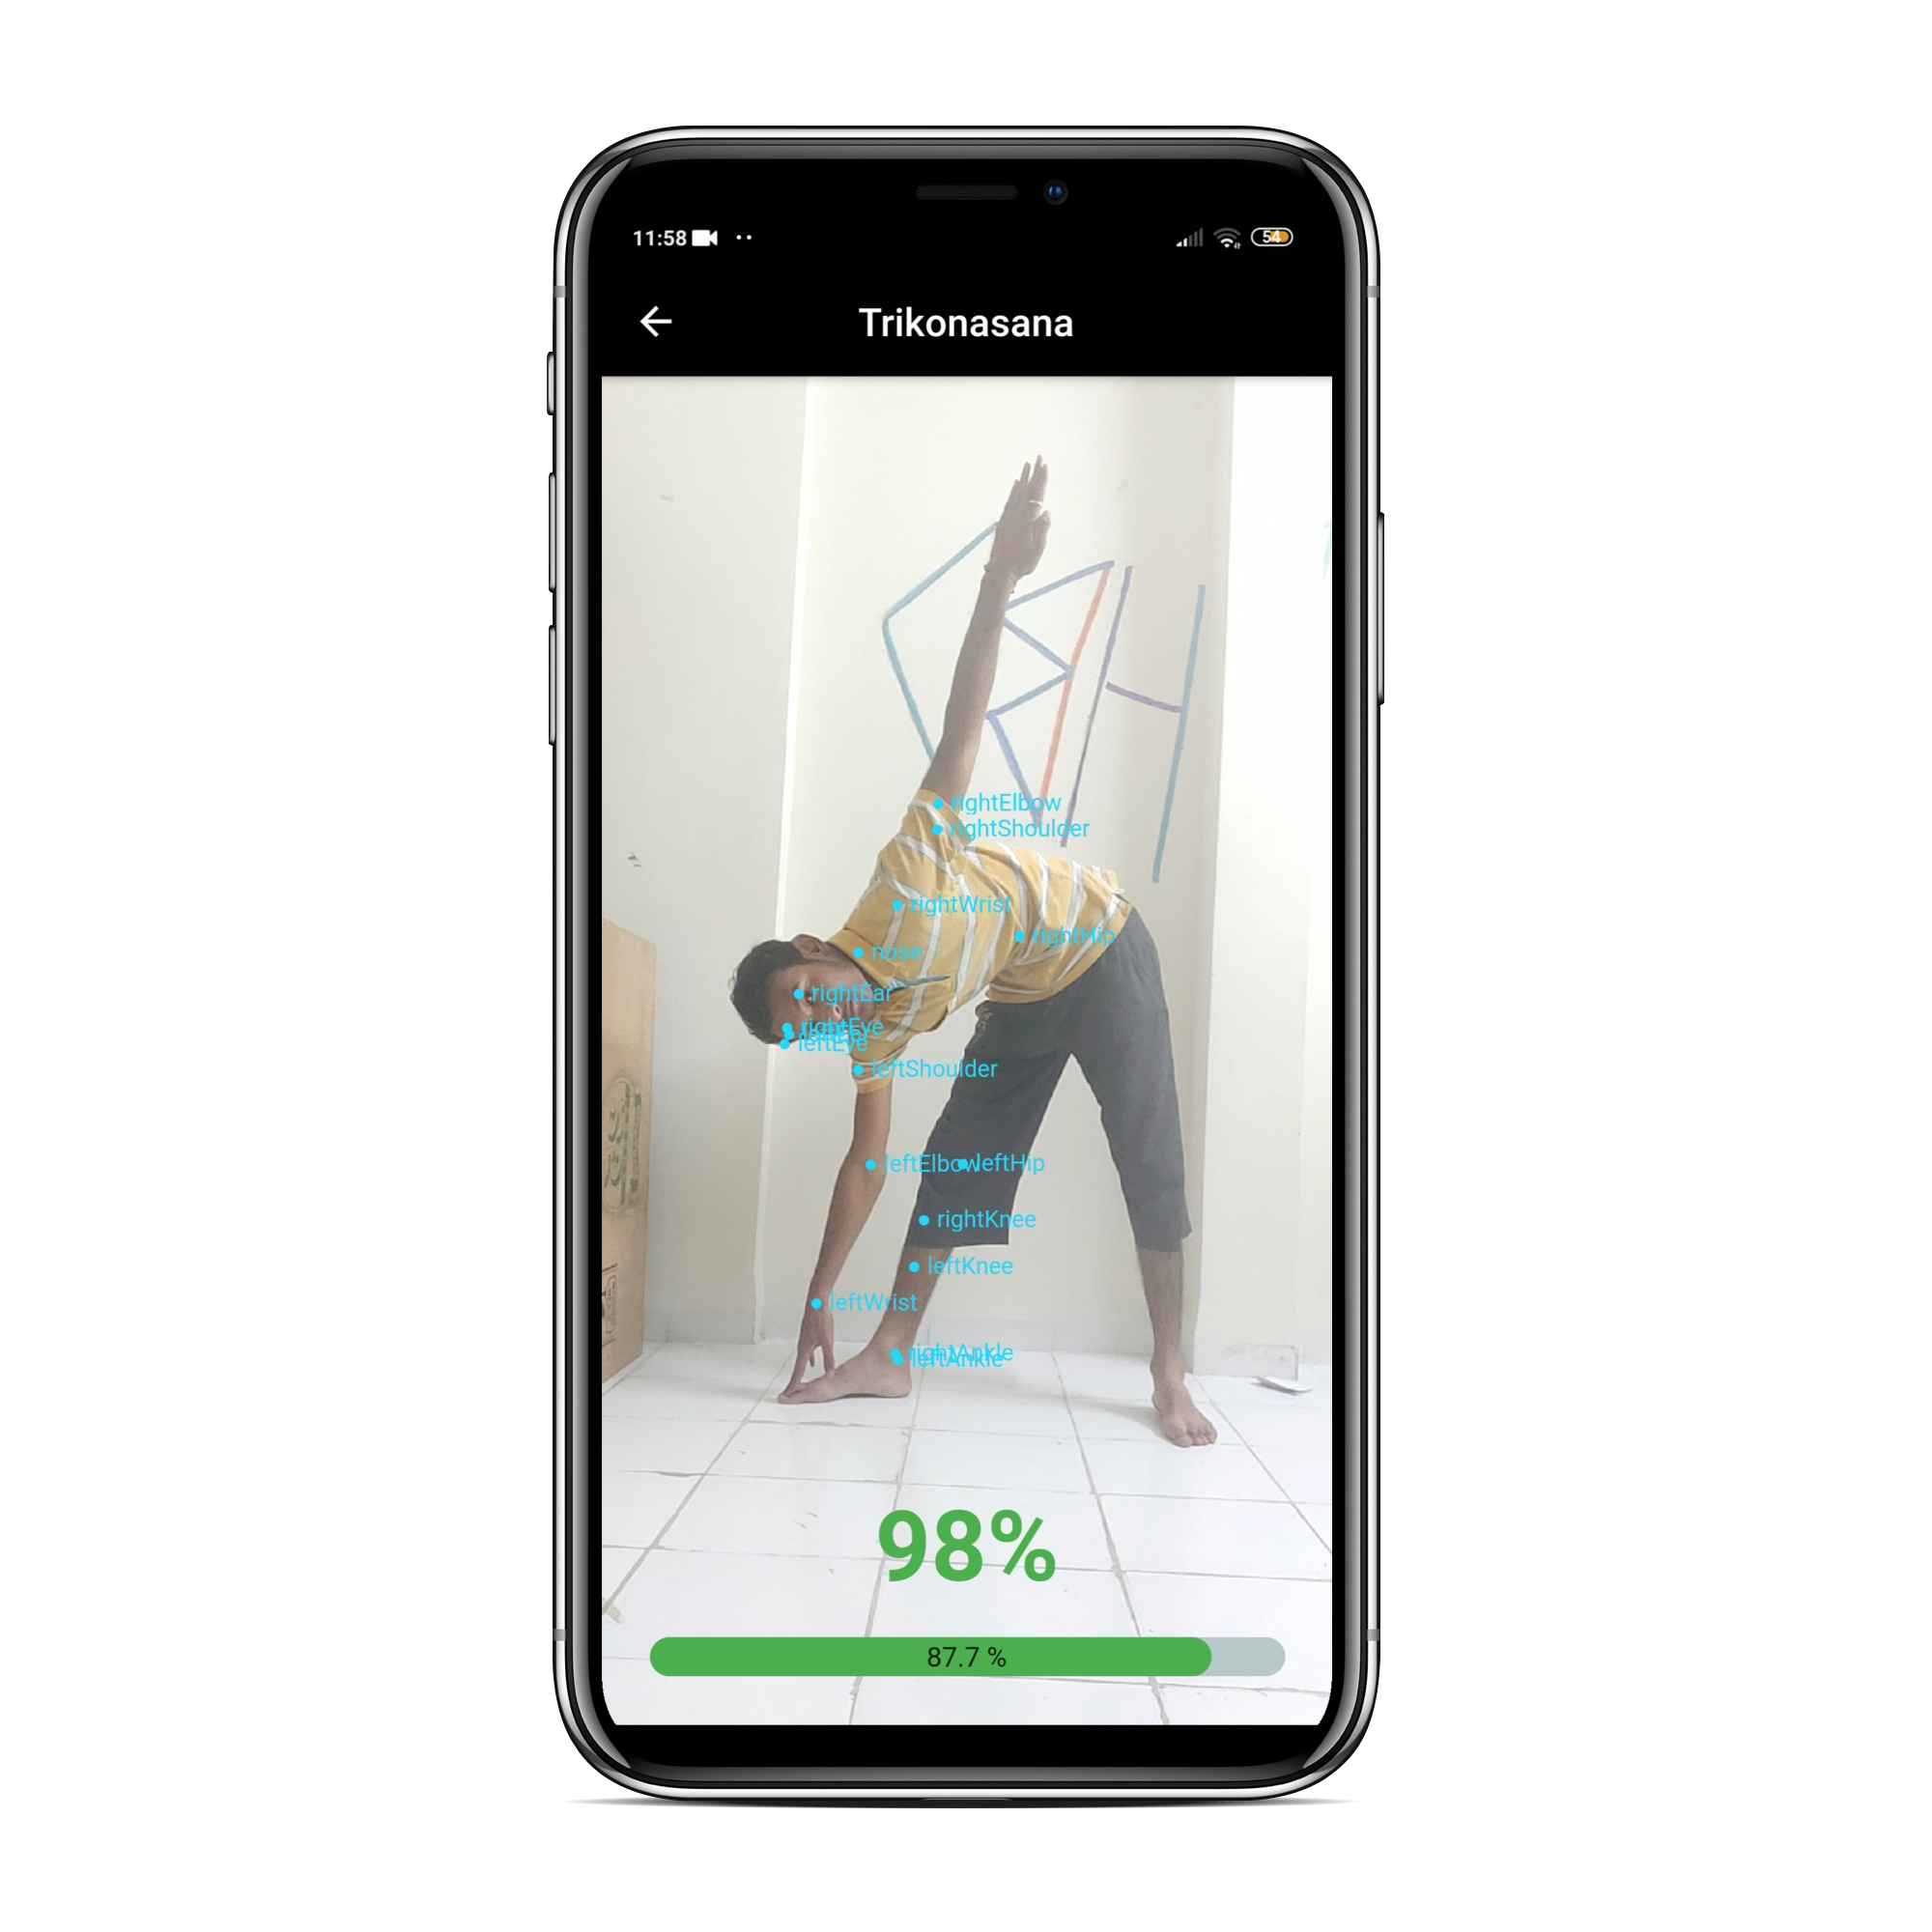 11:58
54
Trikonasana
rightElbow
rightShoulder
rightWrist
rightHip
nose
rightEar
rightEye
leftEye
leftShoulder
leftElbow
leftHip
rightKnee
leftKnee
leftWrist
rightAnkle
leftAnkle
98%
87.7 %